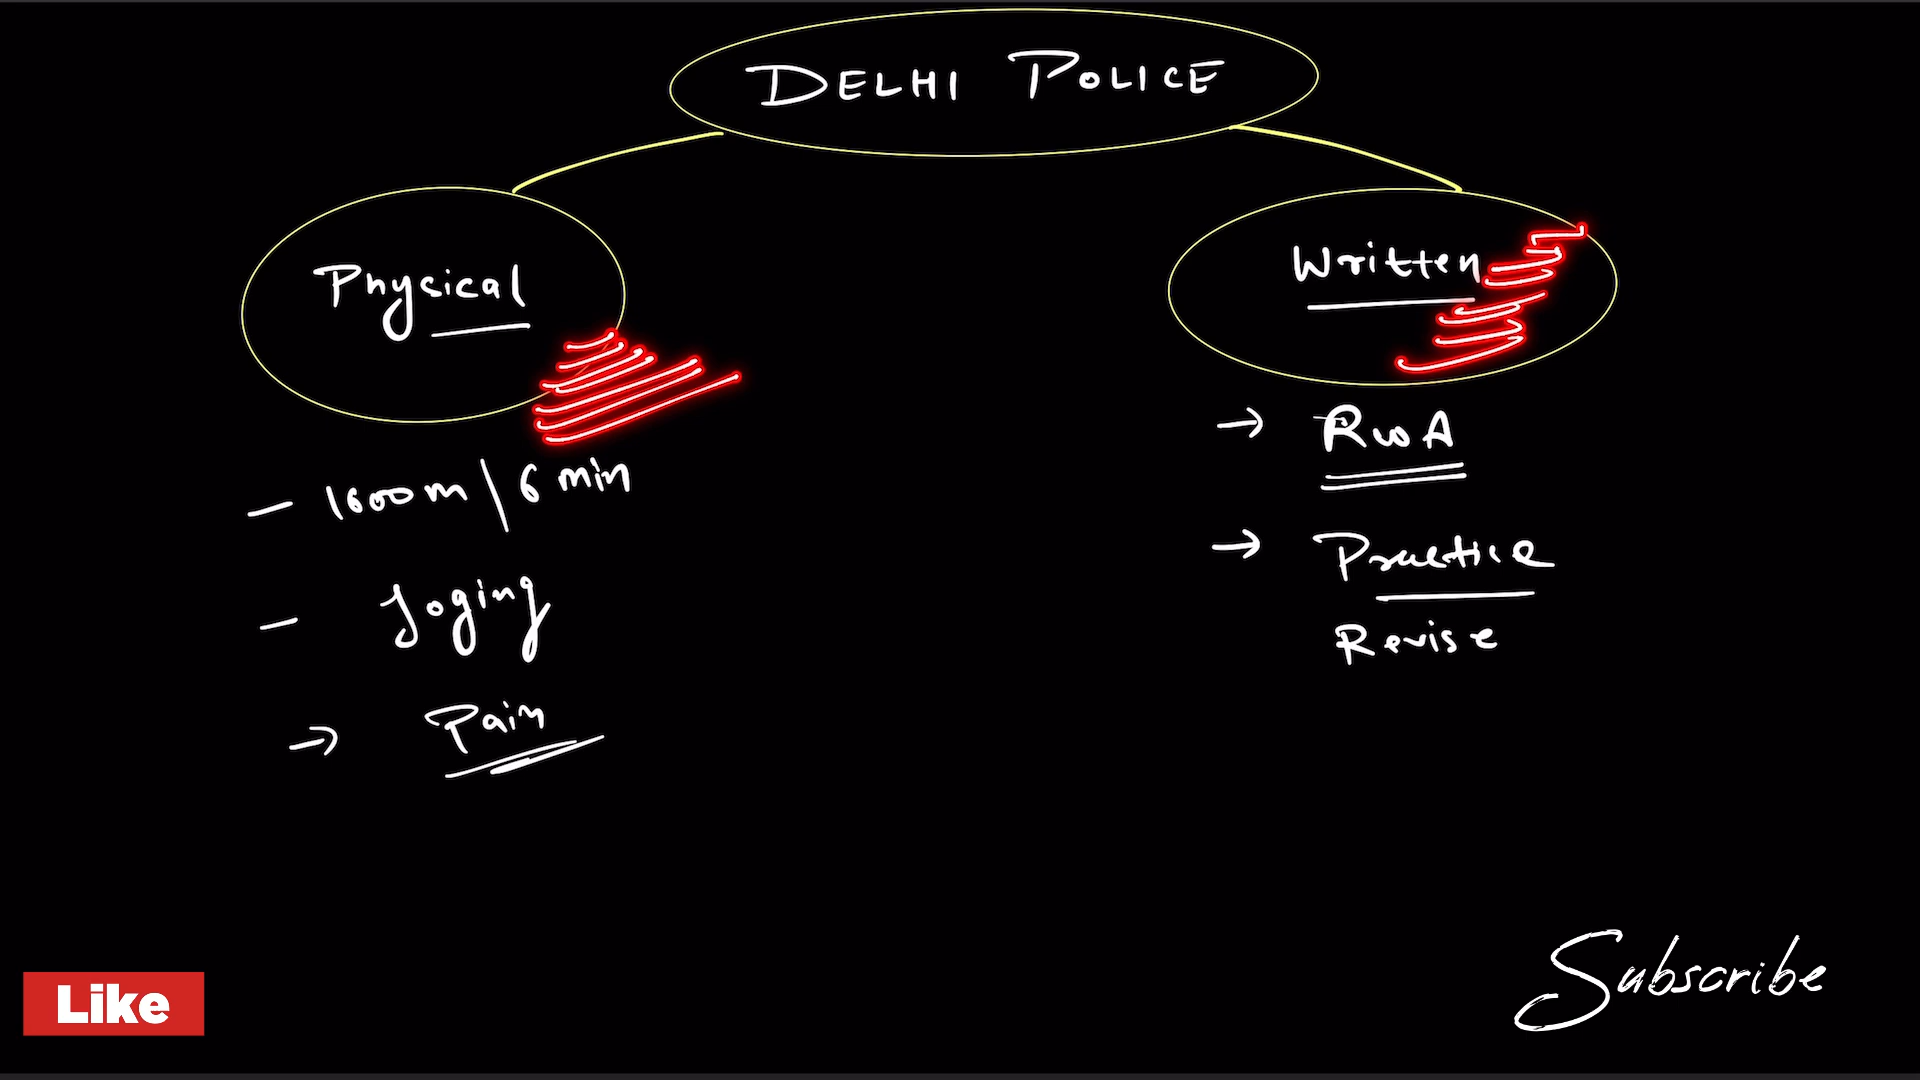 DELHI POLICE
Physical
- 1600m/6 min
- Joging
→ Pain
Written
→ RWA
→ Practice
Revise
Like
Subscribe